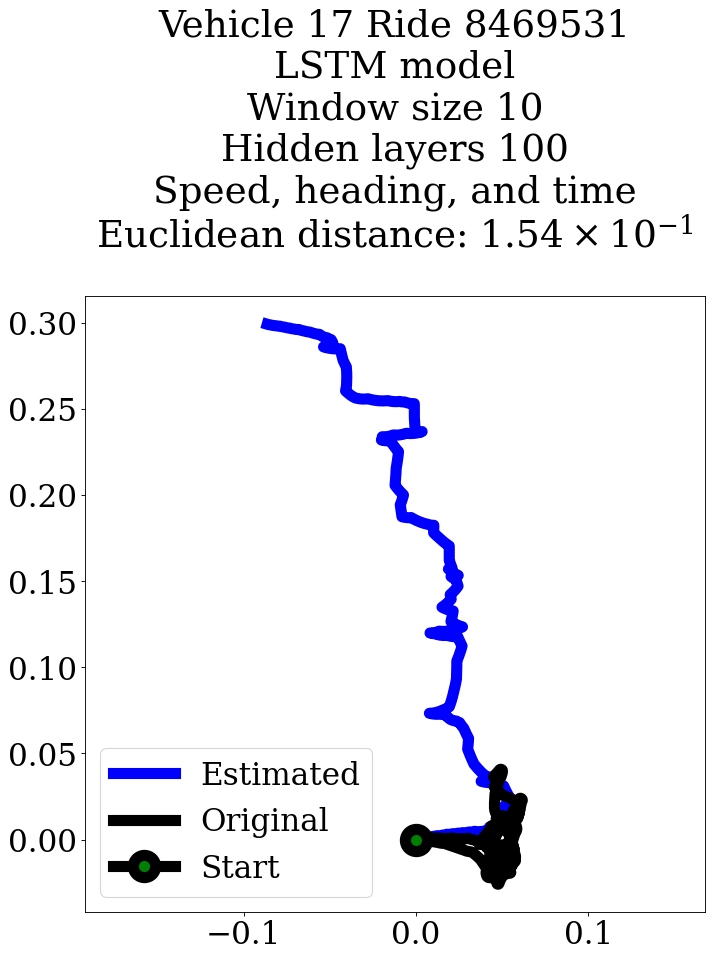 Vehicle 17 Ride 8469531
LSTM model
Window size 10
Hidden layers 100
Speed, heading, and time
Euclidean distance: 1.54 × 10⁻¹
0.30
0.25
0.20
0.15
0.10
0.05
0.00
Estimated
Original
Start
−0.1 0.0 0.1